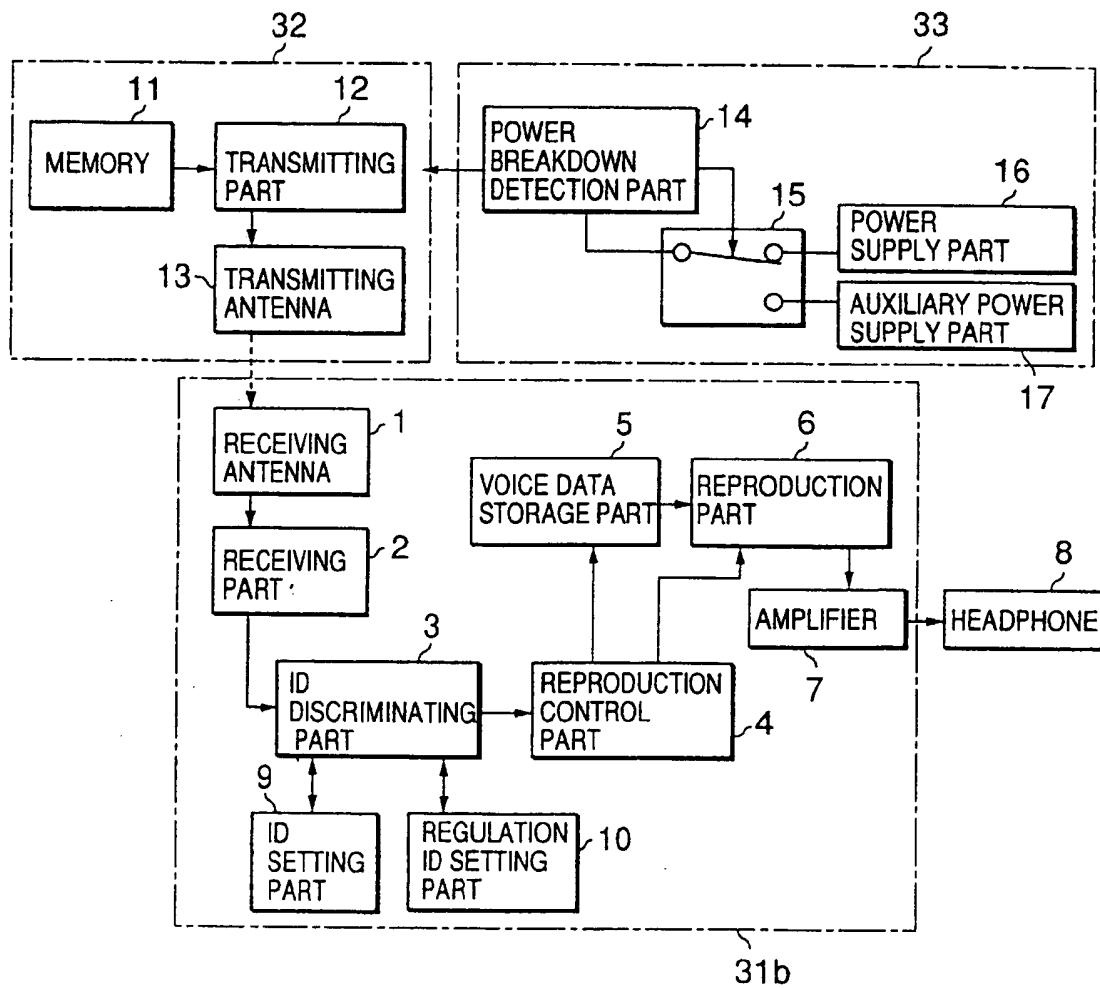 32
33
11
12
MEMORY
TRANSMITTING
PART
13
TRANSMITTING
ANTENNA
POWER
BREAKDOWN
DETECTION PART
14
15
16
POWER
SUPPLY PART
AUXILIARY POWER
SUPPLY PART
17
RECEIVING
ANTENNA
1
RECEIVING
PART
2
5
VOICE DATA
STORAGE PART
6
REPRODUCTION
PART
AMPLIFIER
7
8
HEADPHONE
3
ID
DISCRIMINATING
PART
REPRODUCTION
CONTROL
PART
4
9
ID
SETTING
PART
REGULATION
ID SETTING
PART
10
31b